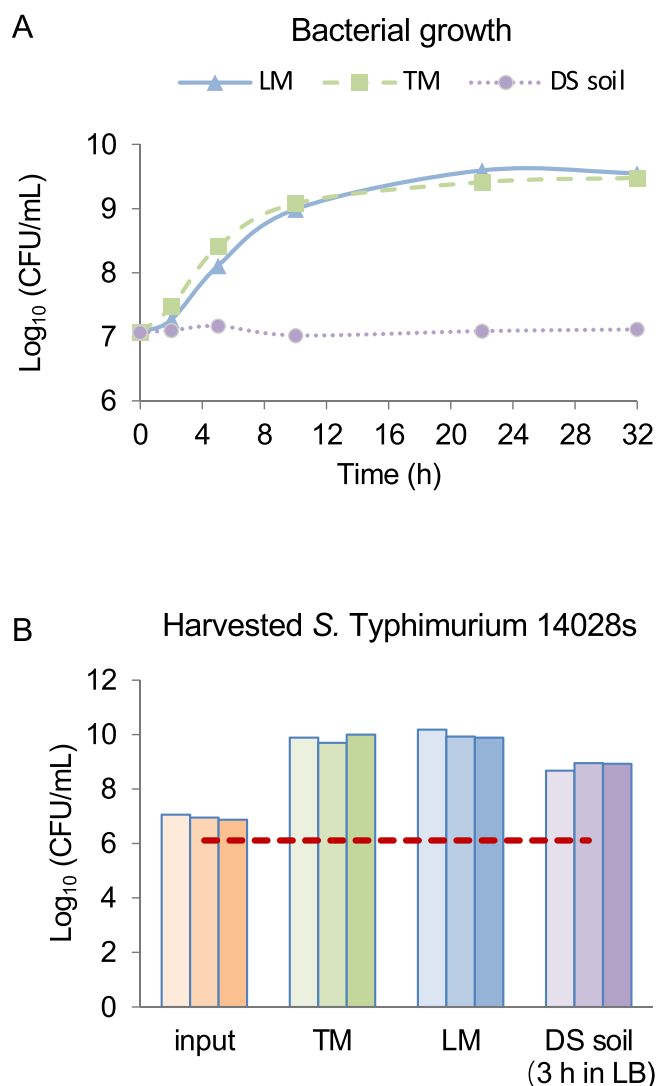 A
Bacterial growth
LM TM DS soil
10
9
8
7
6
Log₁₀ (CFU/mL)
0 4 8 12 16 20 24 28 32
Time (h)
B
Harvested S. Typhimurium 14028s
12
10
8
6
4
2
0
Log₁₀ (CFU/mL)
input TM LM DS soil
(3 h in LB)